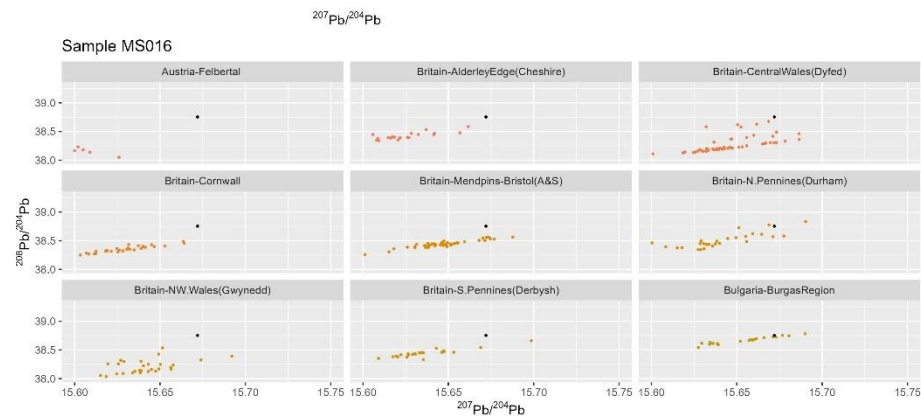 ²⁰⁷Pb/²⁰⁴Pb
Sample MS016
Austria-Felbertal Britain-AlderleyEdge(Cheshire) Britain-CentralWales(Dyfed)
39.0
38.5
38.0
Britain-Cornwall Britain-Mendpins-Bristol(A&S) Britain-N.Pennines(Durham)
39.0
38.5
38.0
²⁰⁸Pb/²⁰⁴Pb
Britain-NW.Wales(Gwynedd) Britain-S.Pennines(Derbysh) Bulgaria-BurgasRegion
39.0
38.5
38.0
15.60 15.65 15.70 15.75 15.60 15.65 15.70 15.75 15.60 15.65 15.70 15.75
²⁰⁷Pb/²⁰⁴Pb